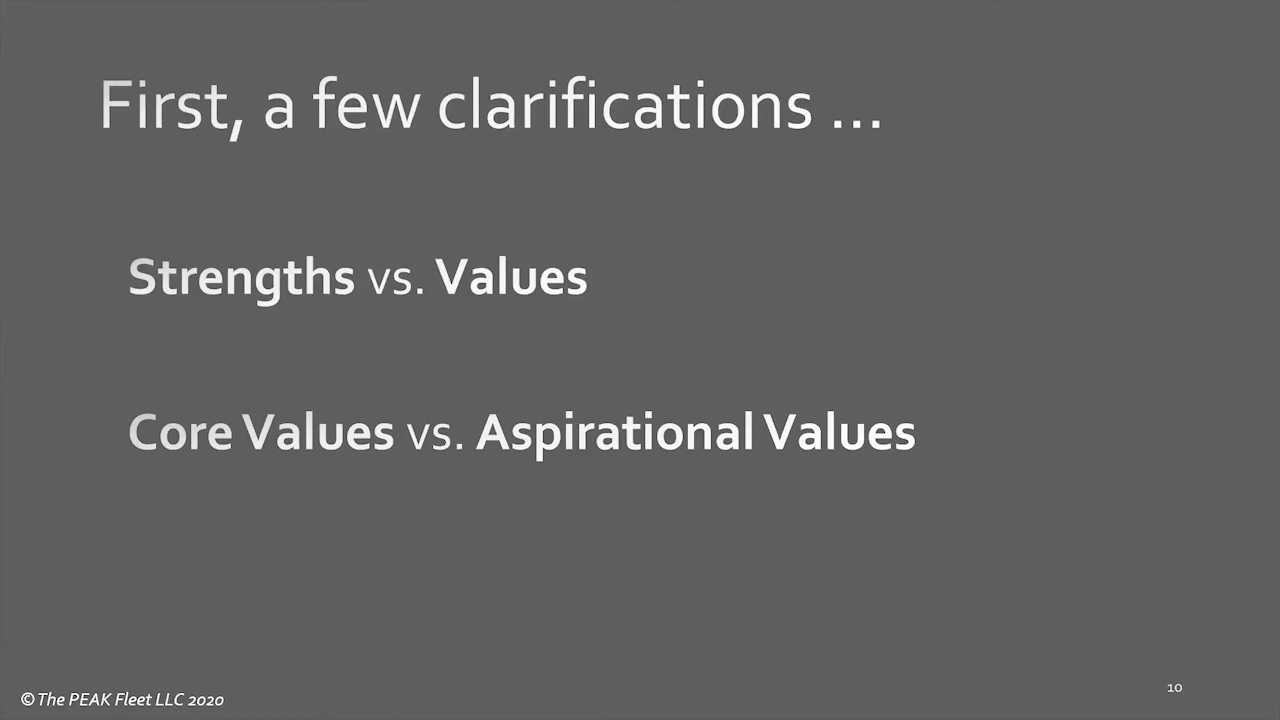 First, a few clarifications ...
Strengths vs. Values
Core Values vs. Aspirational Values
© The PEAK Fleet LLC 2020
10